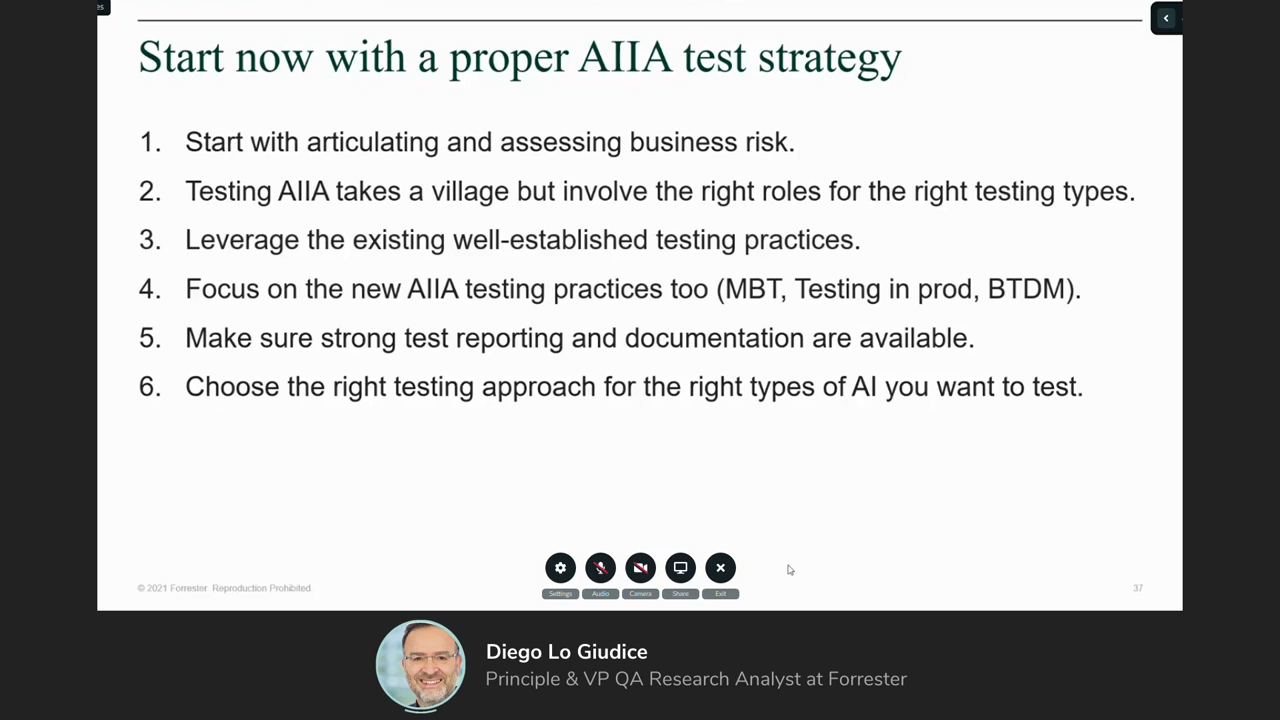 es
Start now with a proper AIIA test strategy
1. Start with articulating and assessing business risk.
2. Testing AIIA takes a village but involve the right roles for the right testing types.
3. Leverage the existing well-established testing practices.
4. Focus on the new AIIA testing practices too (MBT, Testing in prod, BTDM).
5. Make sure strong test reporting and documentation are available.
6. Choose the right testing approach for the right types of AI you want to test.
Settings Audio Camera Share Exit
© 2021 Forrester. Reproduction Prohibited. 37
Diego Lo Giudice
Principle & VP QA Research Analyst at Forrester